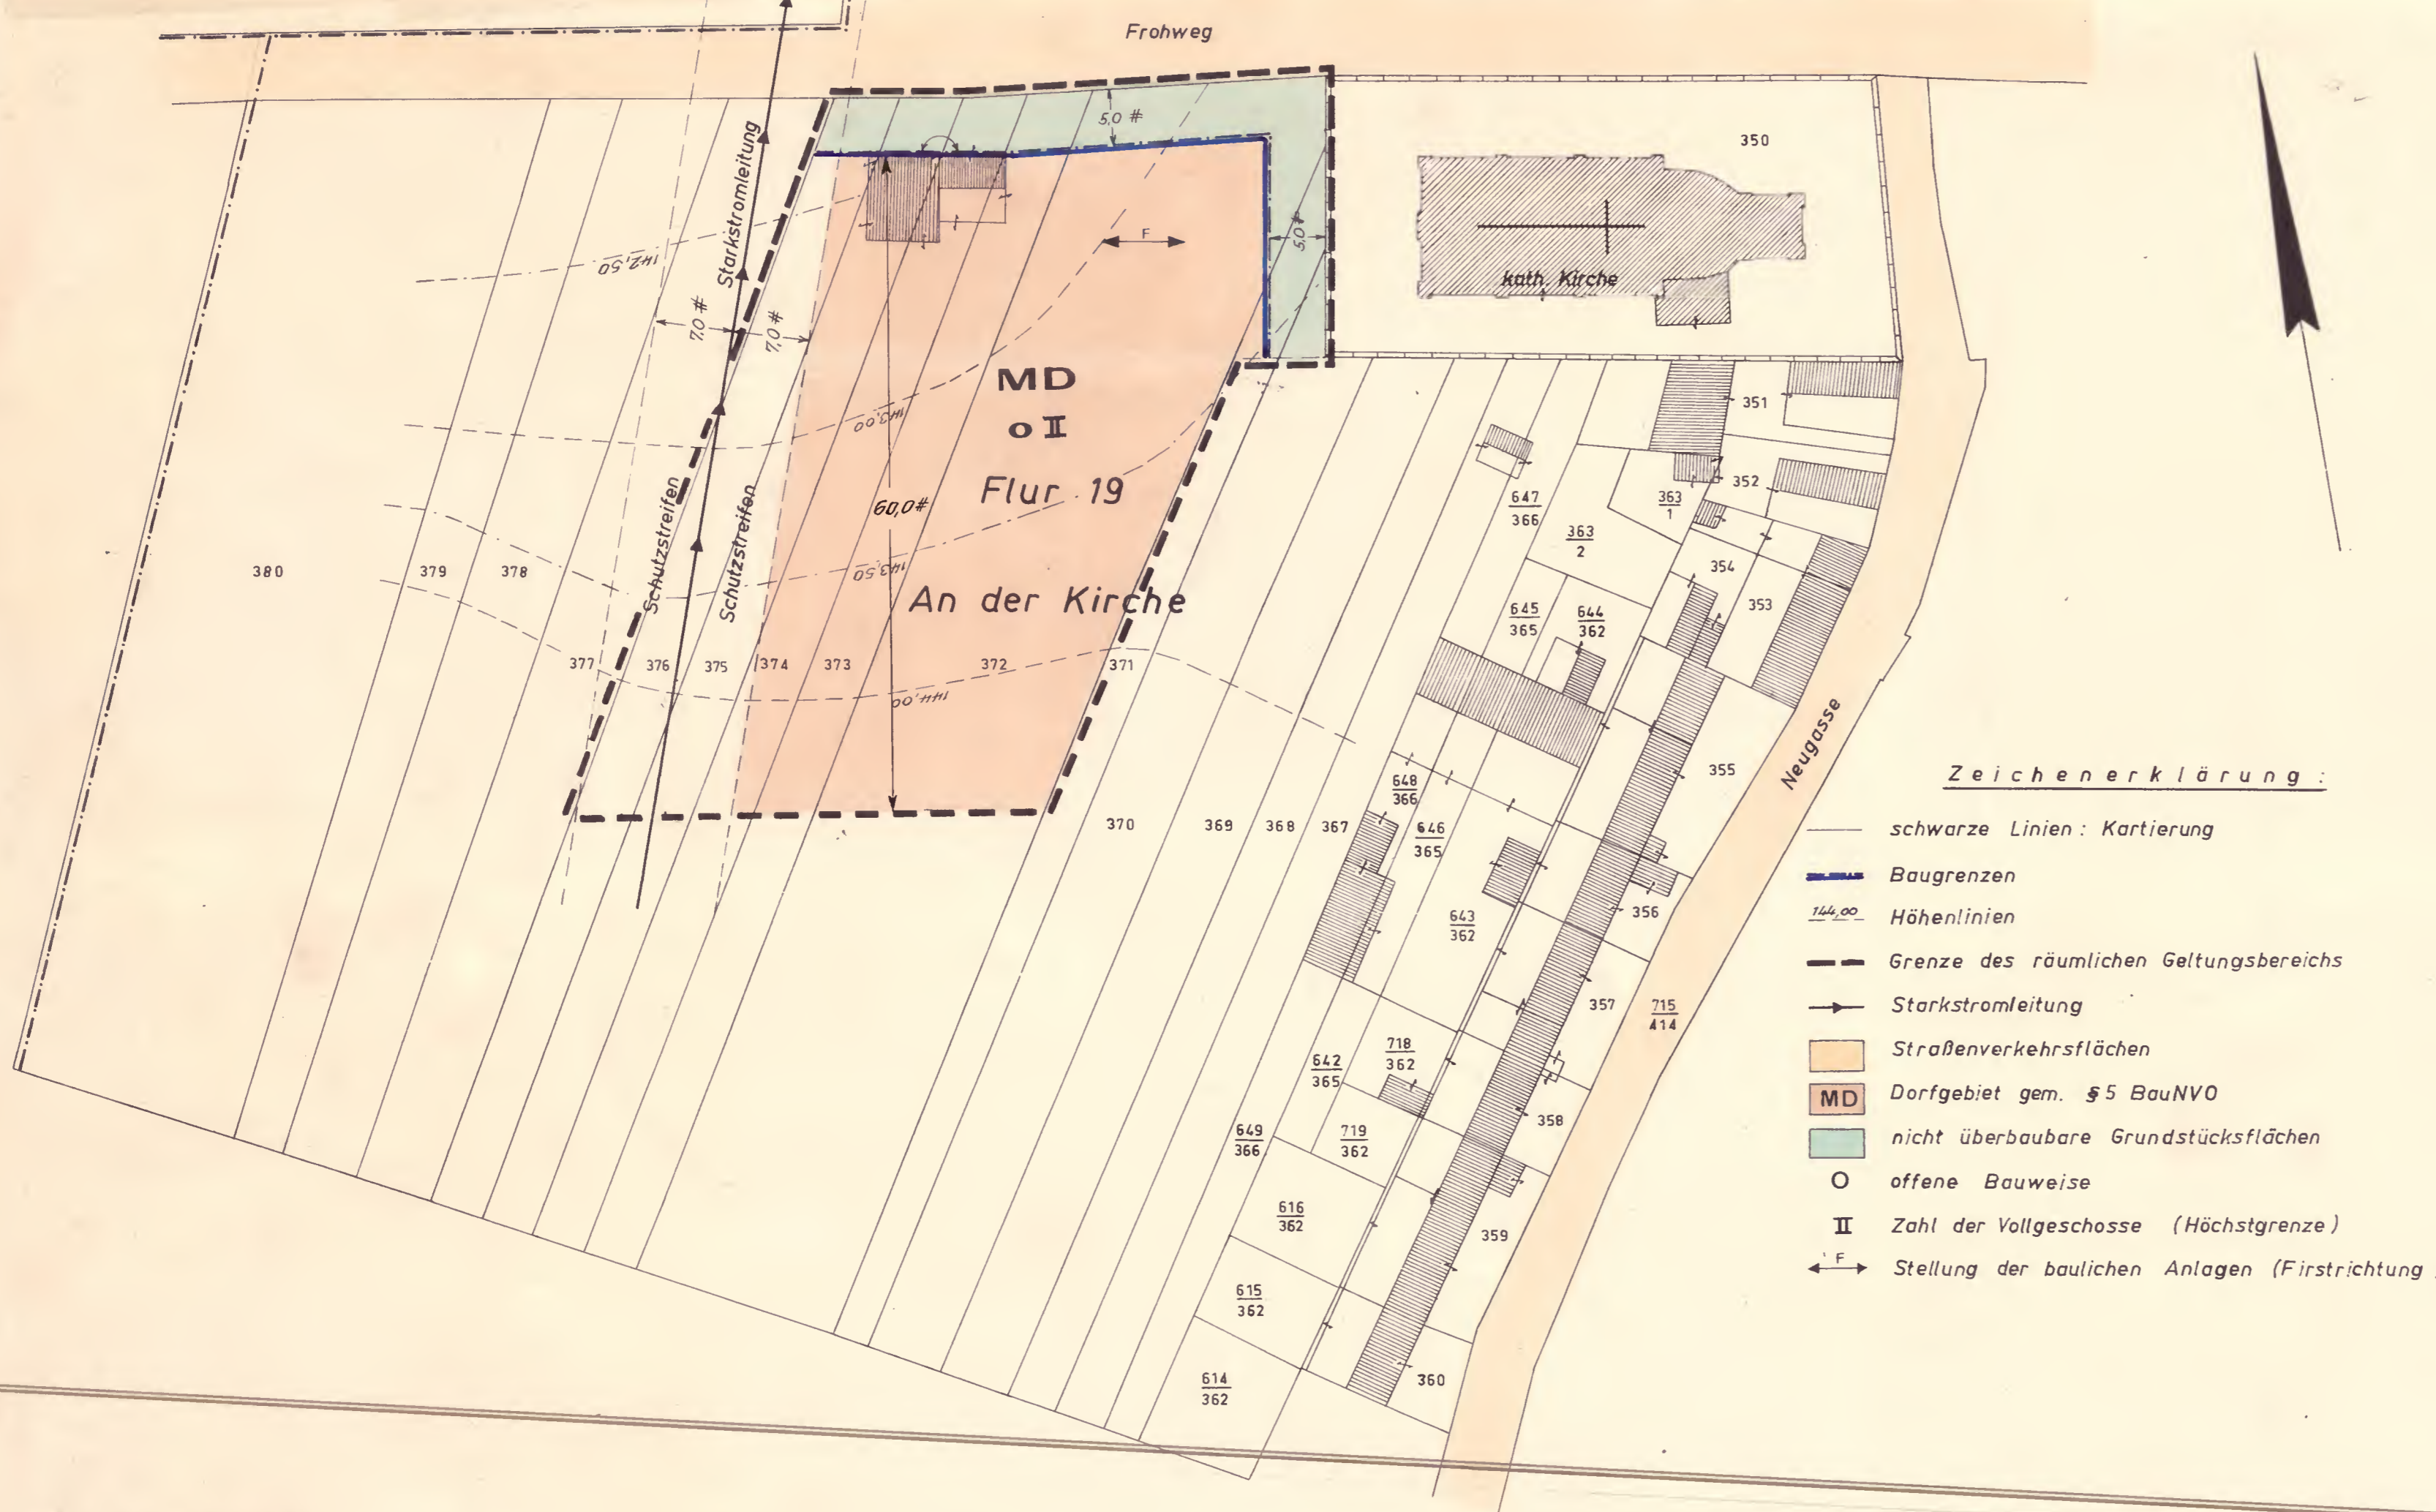 Frohweg
Starkstromleitung
5,0 #
5,0 #
350
kath. Kirche
142,50
7,0 #
7,0 #
F
MD
o II
Flur 19
An der Kirche
60,0 #
143,00
143,50
144,00
Schutzstreifen
Schutzstreifen
380
379
378
377
376
375
374
373
372
371
370
369
368
367
351
352
363
1
647
366
363
2
354
353
645
365
644
362
355
648
366
646
365
643
362
356
357
715
414
Neugasse
642
365
718
362
358
649
366
719
362
616
362
359
615
362
614
362
360
Zeichenerklärung :
schwarze Linien : Kartierung
Baugrenzen
144,00 Höhenlinien
Grenze des räumlichen Geltungsbereichs
Starkstromleitung
Straßenverkehrsflächen
MD Dorfgebiet gem. § 5 BauNVO
nicht überbaubare Grundstücksflächen
O offene Bauweise
II Zahl der Vollgeschosse (Höchstgrenze)
F Stellung der baulichen Anlagen (Firstrichtung